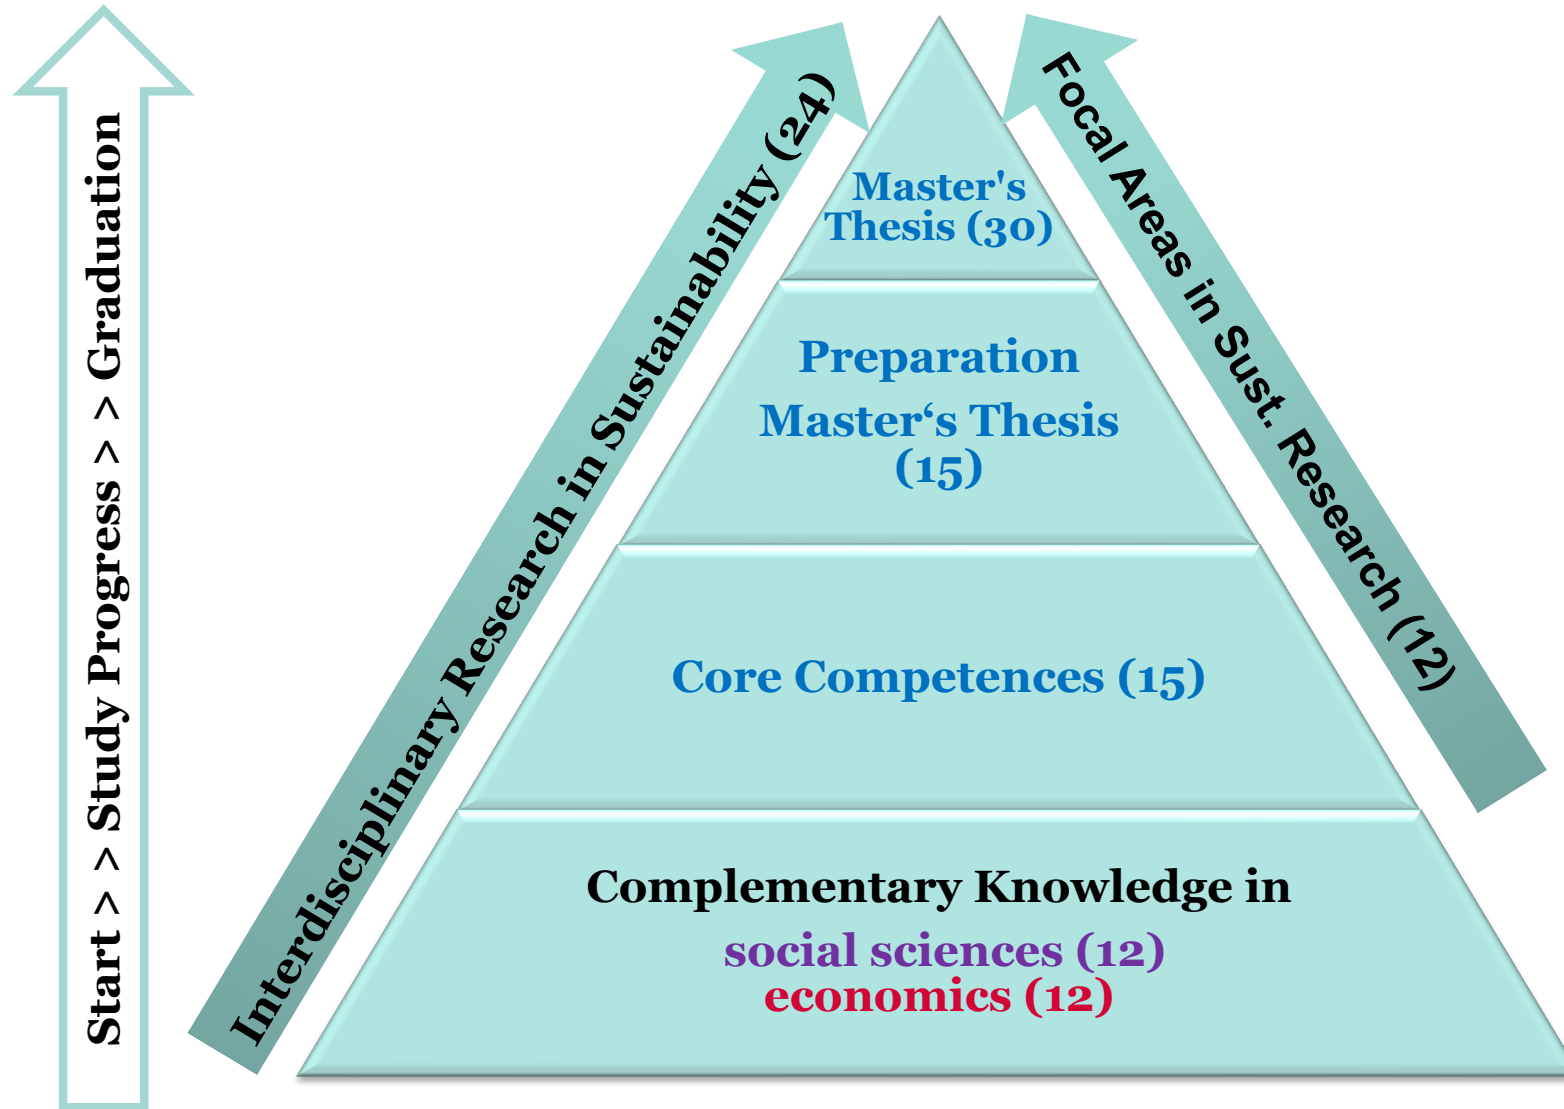 Start > > Study Progress > > Graduation
Interdisciplinary Research in Sustainability (24)
Focal Areas in Sust. Research (12)
Master's
Thesis (30)
Preparation
Master‘s Thesis
(15)
Core Competences (15)
Complementary Knowledge in
social sciences (12)
economics (12)